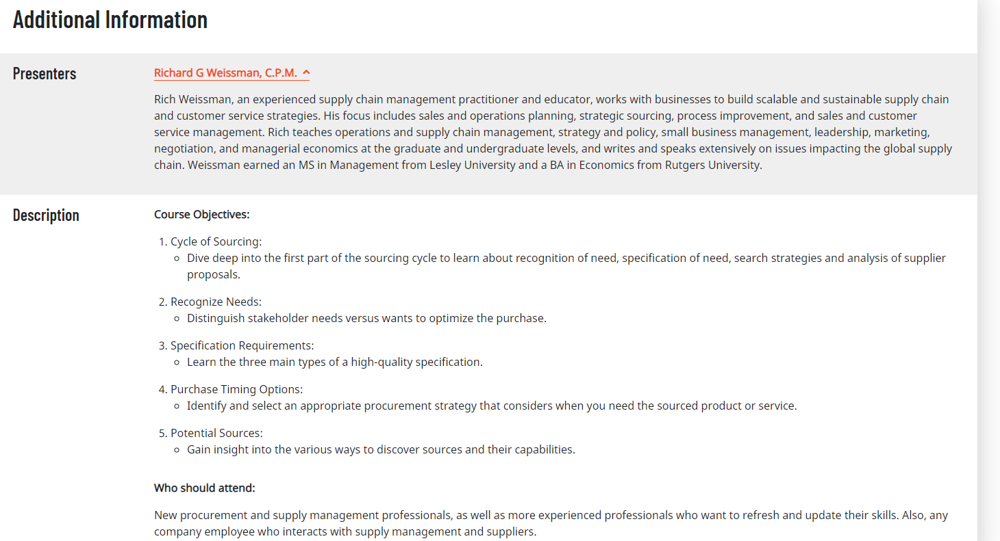 Additional Information
Presenters
Richard G Weissman, C.P.M.
Rich Weissman, an experienced supply chain management practitioner and educator, works with businesses to build scalable and sustainable supply chain
and customer service strategies. His focus includes sales and operations planning, strategic sourcing, process improvement, and sales and customer
service management. Rich teaches operations and supply chain management, strategy and policy, small business management, leadership, marketing,
negotiation, and managerial economics at the graduate and undergraduate levels, and writes and speaks extensively on issues impacting the global supply
chain. Weissman earned an MS in Management from Lesley University and a BA in Economics from Rutgers University.
Description
Course Objectives:
1. Cycle of Sourcing:
Dive deep into the first part of the sourcing cycle to learn about recognition of need, specification of need, search strategies and analysis of supplier
proposals.
2. Recognize Needs:
Distinguish stakeholder needs versus wants to optimize the purchase.
3. Specification Requirements:
Learn the three main types of a high-quality specification.
4. Purchase Timing Options:
Identify and select an appropriate procurement strategy that considers when you need the sourced product or service.
5. Potential Sources:
Gain insight into the various ways to discover sources and their capabilities.
Who should attend:
New procurement and supply management professionals, as well as more experienced professionals who want to refresh and update their skills. Also, any
company employee who interacts with supply management and suppliers.